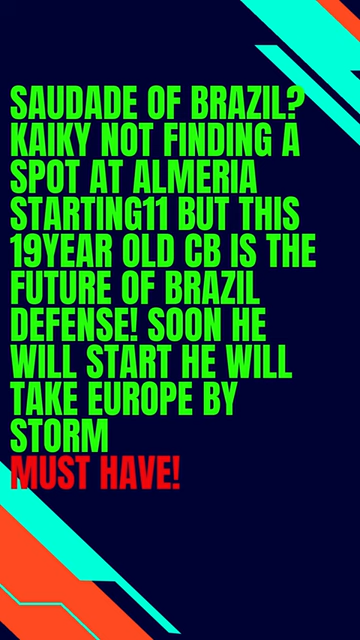 SAUDADE OF BRAZIL?
KAIKY NOT FINDING A
SPOT AT ALMERIA
STARTING11 BUT THIS
19YEAR OLD CB IS THE
FUTURE OF BRAZIL
DEFENSE! SOON HE
WILL START HE WILL
TAKE EUROPE BY
STORM
MUST HAVE!